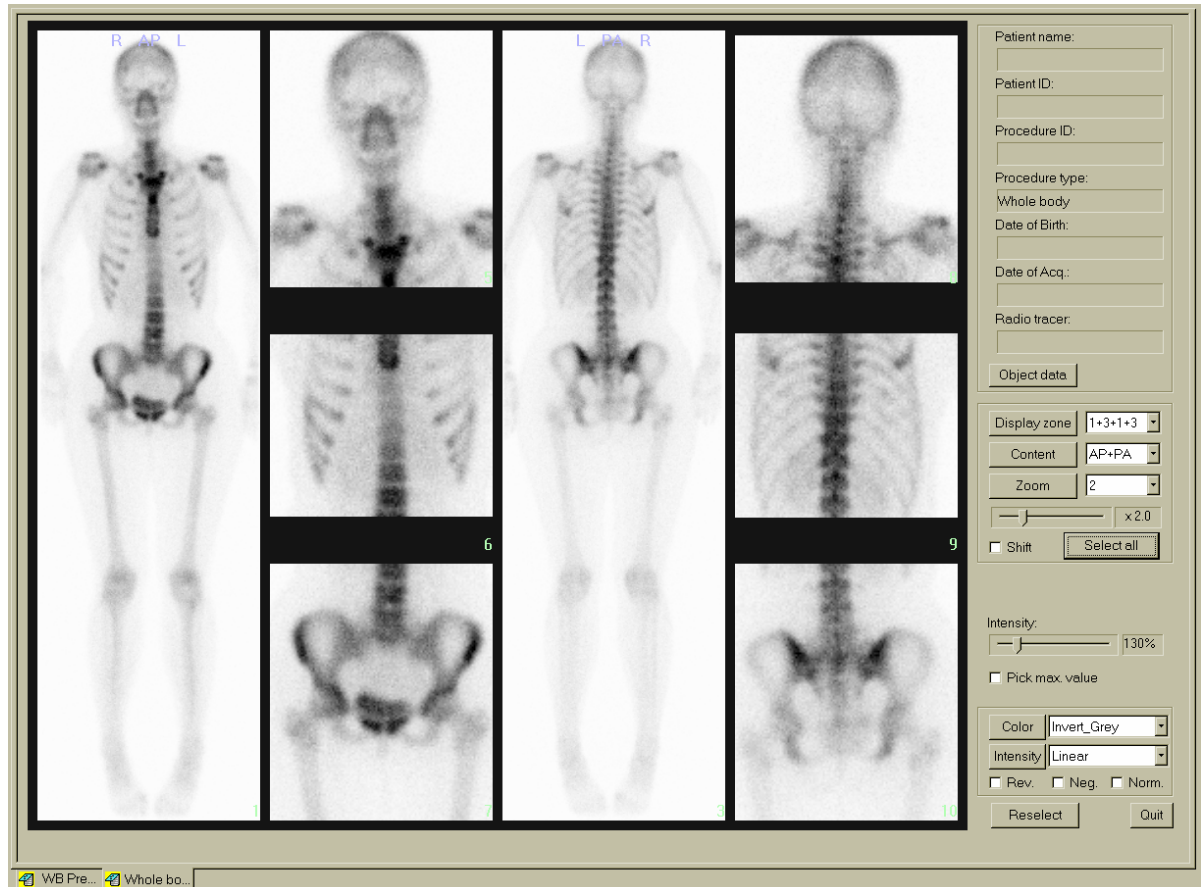 R AP L
L PA R
5
8
6
9
1
7
3
10
Patient name:
Patient ID:
Procedure ID:
Procedure type:
Whole body
Date of Birth:
Date of Acq.:
Radio tracer:
Object data
Display zone 1+3+1+3
Content AP+PA
Zoom 2
x 2.0
Shift Select all
Intensity:
130%
Pick max. value
Color Invert_Grey
Intensity Linear
Rev. Neg. Norm.
Reselect Quit
WB Pre... Whole bo...